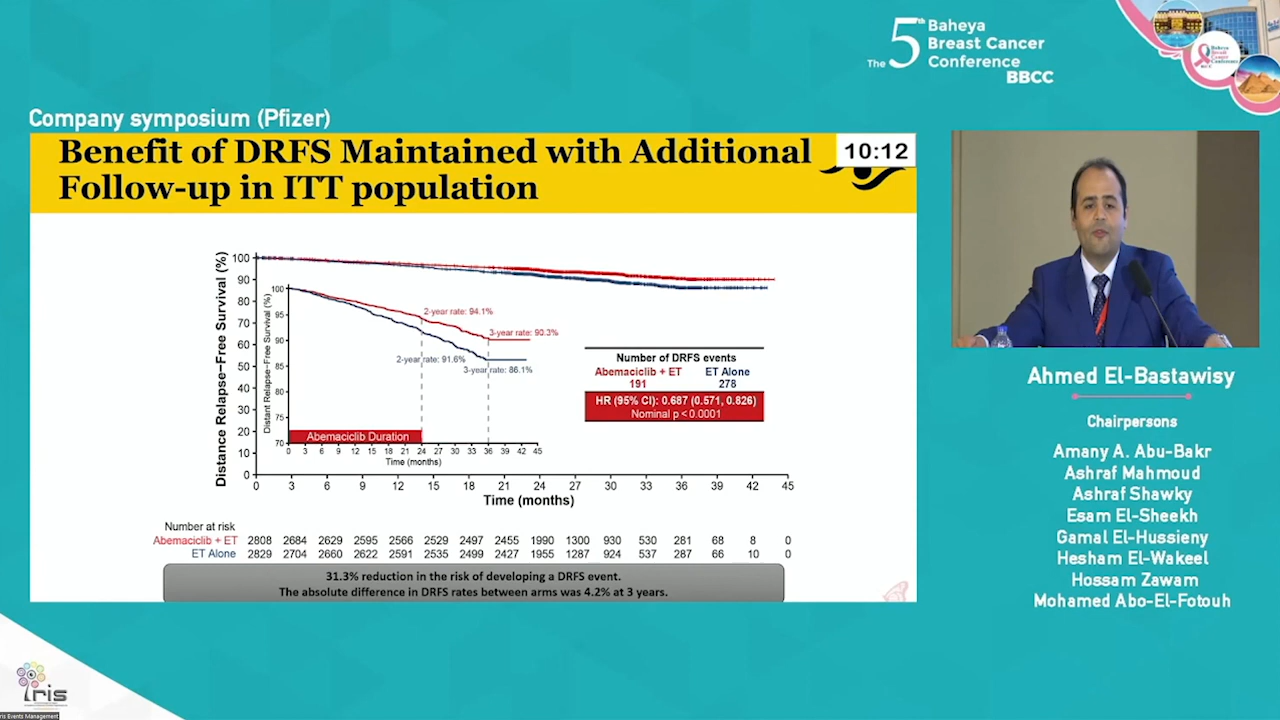 The 5th Baheya
Breast Cancer
Conference
BBCC
Baheya
Breast
Cancer
Conference
Company symposium (Pfizer)
Benefit of DRFS Maintained with Additional
Follow-up in ITT population
10:12
Distance Relapse–Free Survival (%)
100
90
80
70
60
50
40
30
20
10
0
0 3 6 9 12 15 18 21 24 27 30 33 36 39 42 45
Time (months)
Distant Relapse–Free Survival (%)
100
95
90
85
80
75
70
2-year rate: 94.1%
3-year rate: 90.3%
2-year rate: 91.6%
3-year rate: 86.1%
Abemaciclib Duration
0 3 6 9 12 15 18 21 24 27 30 33 36 39 42 45
Time (months)
Number of DRFS events
Abemaciclib + ET ET Alone
191 278
HR (95% CI): 0.687 (0.571, 0.826)
Nominal p < 0.0001
Number at risk
Abemaciclib + ET 2808 2684 2629 2595 2566 2529 2497 2455 1990 1300 930 530 281 68 8 0
ET Alone 2829 2704 2660 2622 2591 2535 2499 2427 1955 1287 924 537 287 66 10 0
31.3% reduction in the risk of developing a DRFS event.
The absolute difference in DRFS rates between arms was 4.2% at 3 years.
Ahmed El-Bastawisy
Chairpersons
Amany A. Abu-Bakr
Ashraf Mahmoud
Ashraf Shawky
Esam El-Sheekh
Gamal El-Hussieny
Hesham El-Wakeel
Hossam Zawam
Mohamed Abo-El-Fotouh
Iris
Iris Events Management